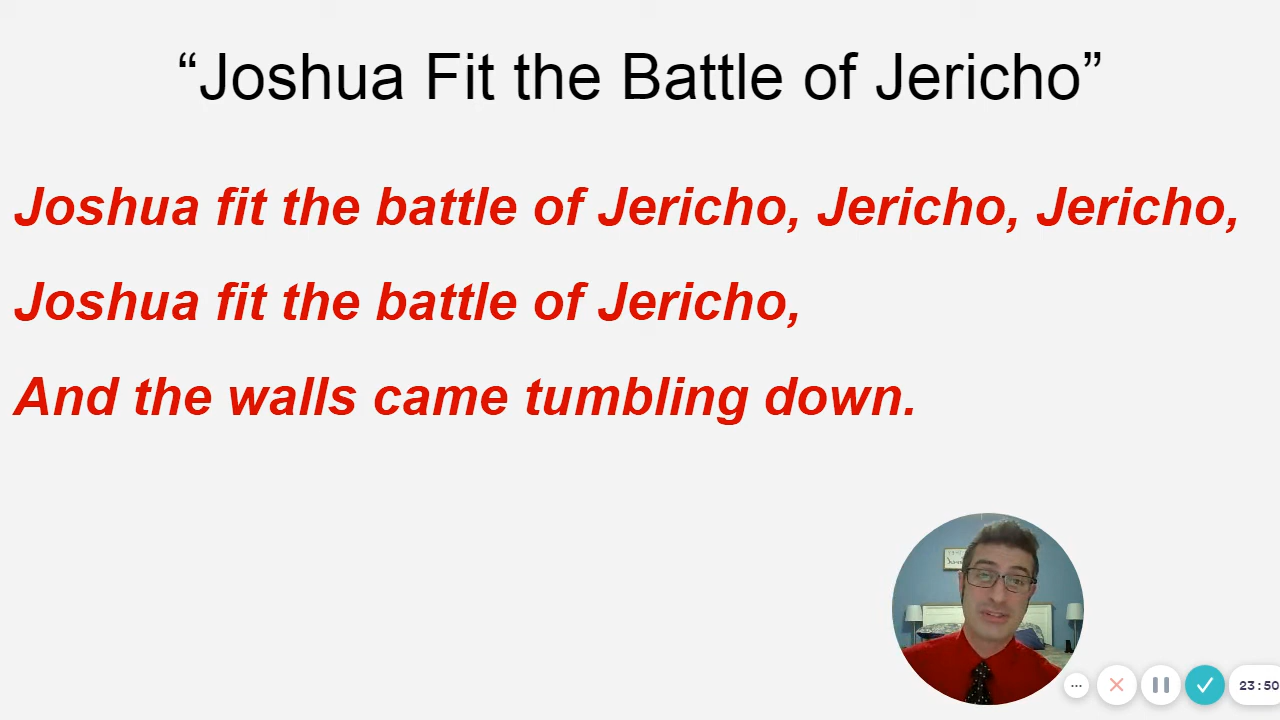 “Joshua Fit the Battle of Jericho”
Joshua fit the battle of Jericho, Jericho, Jericho,
Joshua fit the battle of Jericho,
And the walls came tumbling down.
23:50